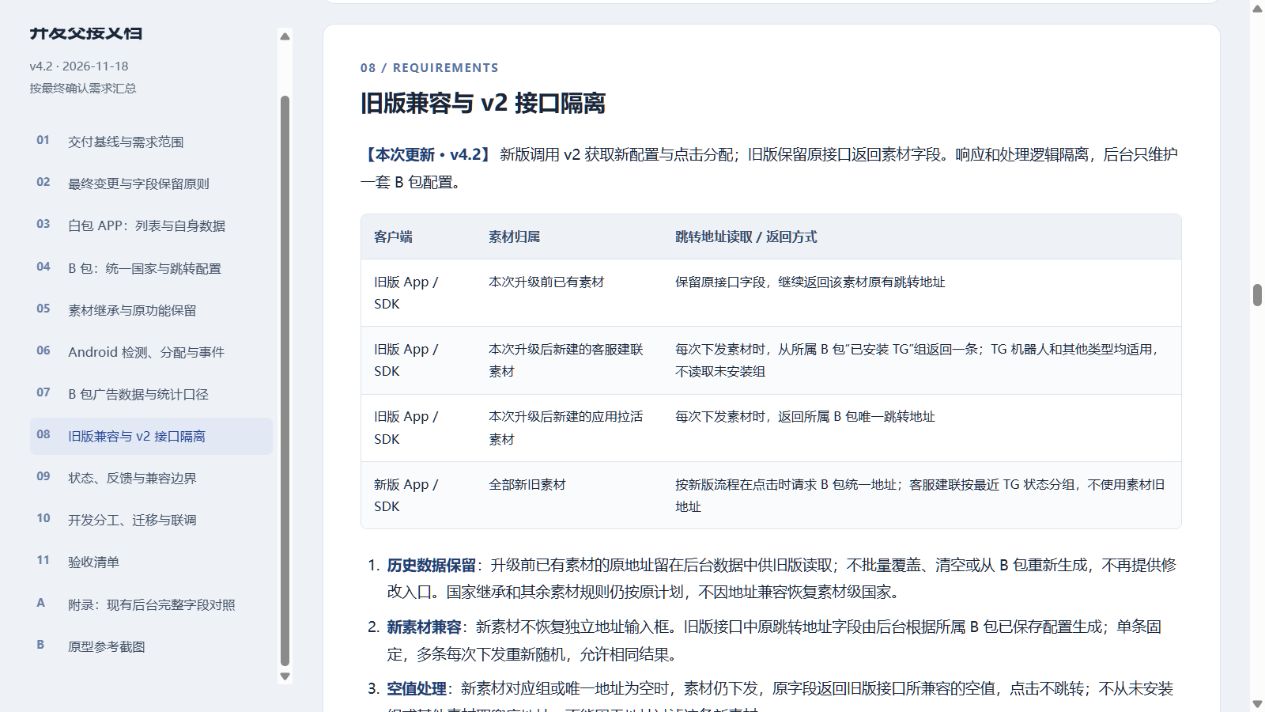 开发交接文档
v4.2 · 2026-11-18
按最终确认需求汇总
01 交付基线与需求范围
02 最终变更与字段保留原则
03 白包 APP：列表与自身数据
04 B 包：统一国家与跳转配置
05 素材继承与原功能保留
06 Android 检测、分配与事件
07 B 包广告数据与统计口径
08 旧版兼容与 v2 接口隔离
09 状态、反馈与兼容边界
10 开发分工、迁移与联调
11 验收清单
A 附录：现有后台完整字段对照
B 原型参考截图
08 / REQUIREMENTS
旧版兼容与 v2 接口隔离
【本次更新 · v4.2】 新版调用 v2 获取新配置与点击分配；旧版保留原接口返回素材字段。响应和处理逻辑隔离，后台只维护
一套 B 包配置。
客户端 素材归属 跳转地址读取 / 返回方式
旧版 App / 本次升级前已有素材 保留原接口字段，继续返回该素材原有跳转地址
SDK
旧版 App / 本次升级后新建的客服建联 每次下发素材时，从所属 B 包“已安装 TG”组返回一条；TG 机器人和其他类型均适用，
SDK 素材 不读取未安装组
旧版 App / 本次升级后新建的应用拉活 每次下发素材时，返回所属 B 包唯一跳转地址
SDK 素材
新版 App / 全部新旧素材 按新版流程在点击时请求 B 包统一地址；客服建联按最近 TG 状态分组，不使用素材旧
SDK 地址
1. 历史数据保留：升级前已有素材的原地址留在后台数据中供旧版读取；不批量覆盖、清空或从 B 包重新生成，不再提供修
改入口。国家继承和其余素材规则仍按原计划，不因地址兼容恢复素材级国家。
2. 新素材兼容：新素材不恢复独立地址输入框。旧版接口中原跳转地址字段由后台根据所属 B 包已保存配置生成；单条固
定，多条每次下发重新随机，允许相同结果。
3. 空值处理：新素材对应组或唯一地址为空时，素材仍下发，原字段返回旧版接口所兼容的空值，点击不跳转；不从未安装